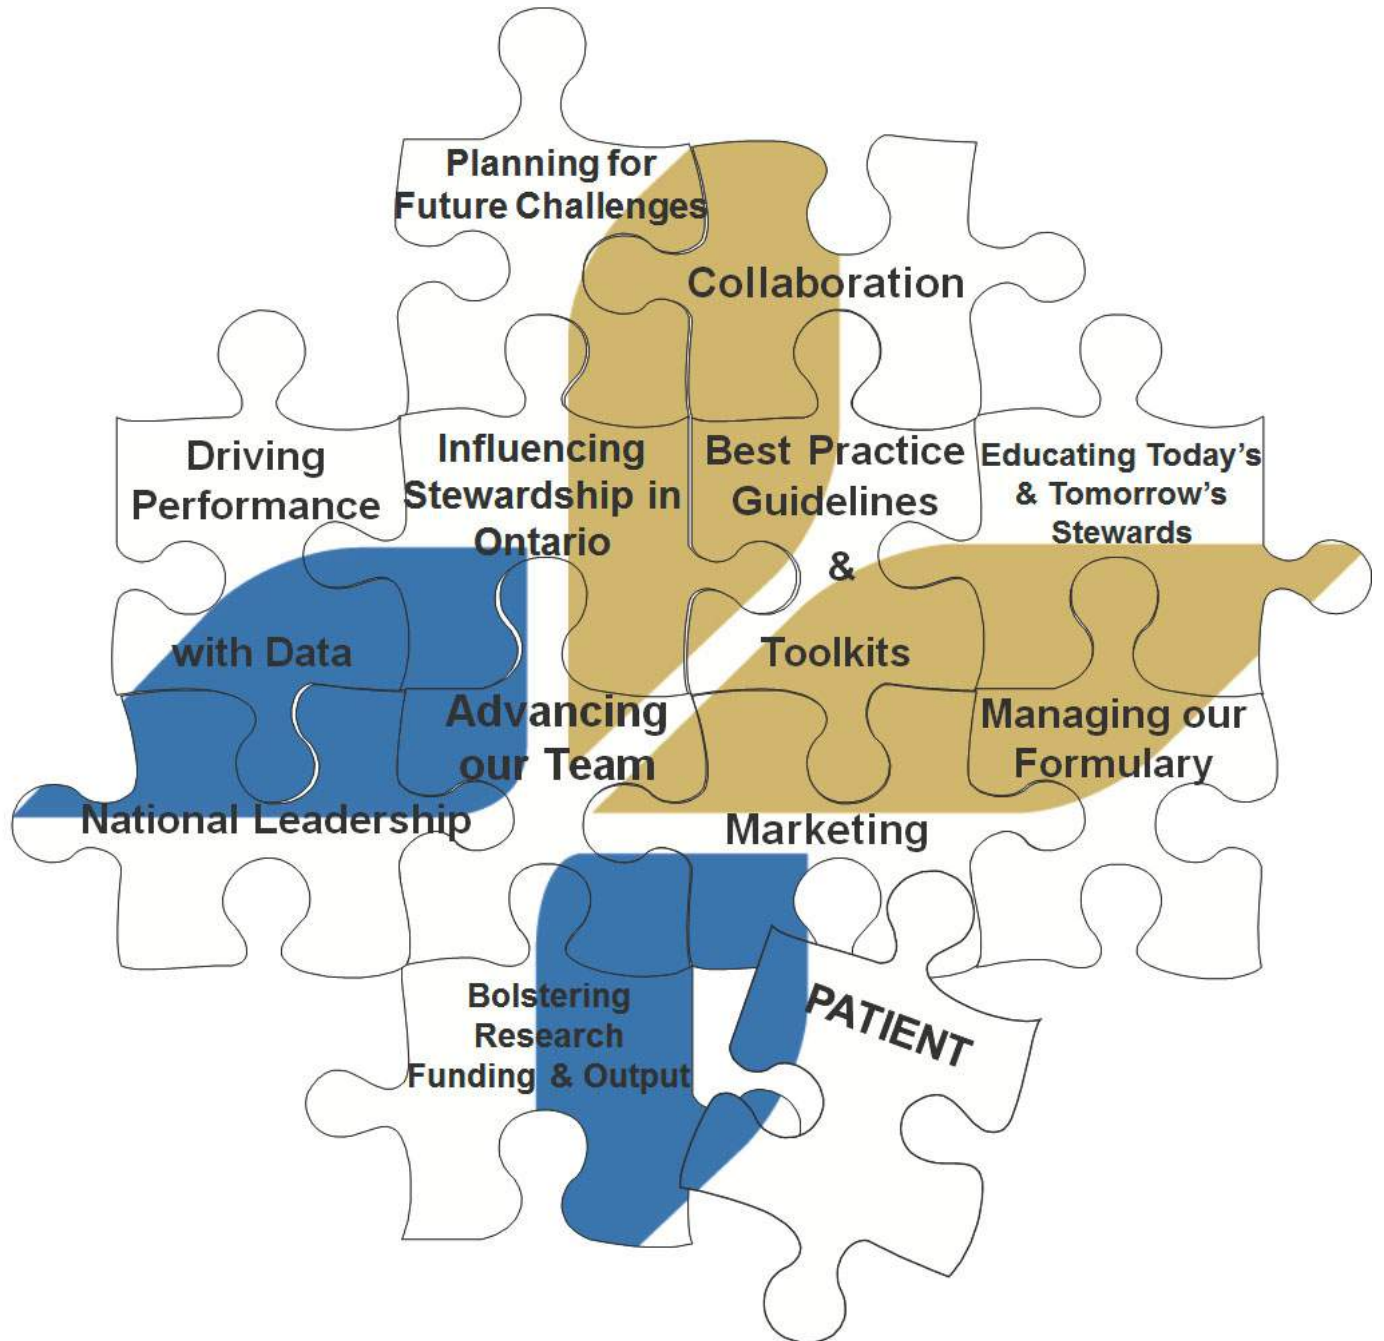 Planning for
Future Challenges
Collaboration
Driving
Performance
with Data
Influencing
Stewardship in
Ontario
Best Practice
Guidelines
&
Toolkits
Educating Today's
& Tomorrow's
Stewards
National Leadership
Advancing
our Team
Marketing
Managing our
Formulary
Bolstering
Research
Funding & Output
PATIENT